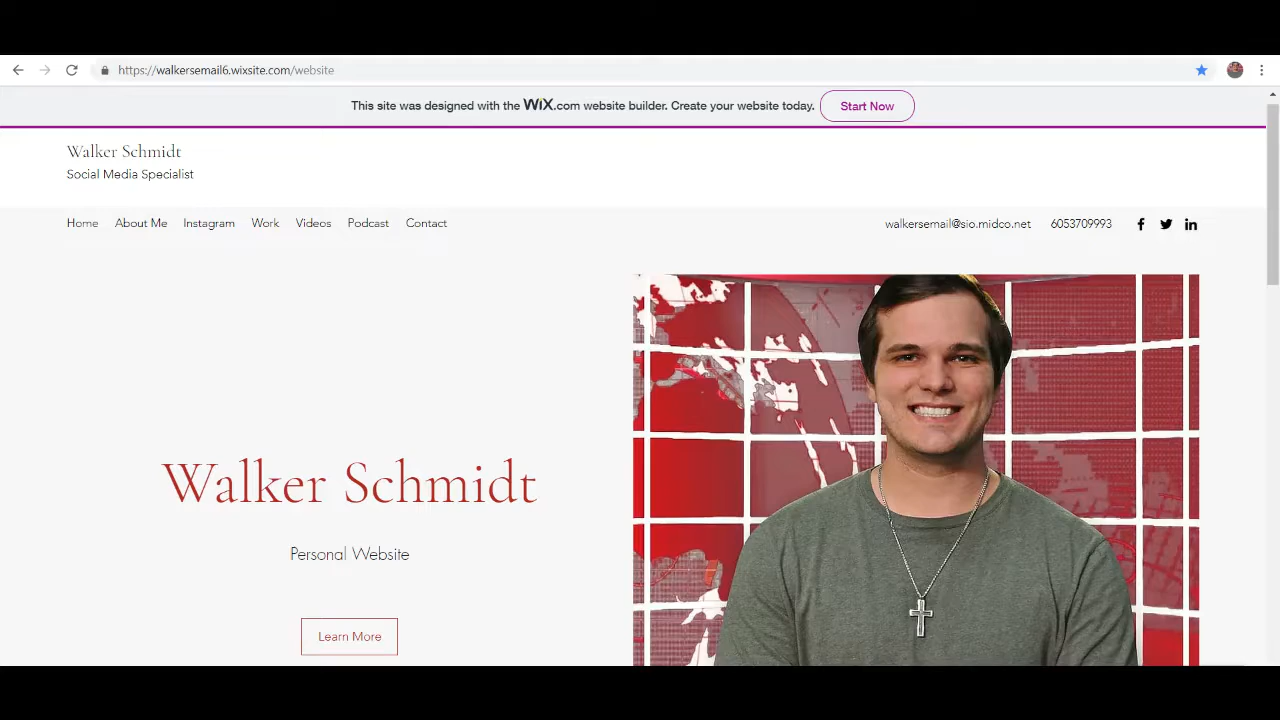 https://walkersemail6.wixsite.com/website
This site was designed with the WiX.com website builder. Create your website today. Start Now
Walker Schmidt
Social Media Specialist
Home About Me Instagram Work Videos Podcast Contact walkersemail@sio.midco.net 6053709993
Walker Schmidt
Personal Website
Learn More